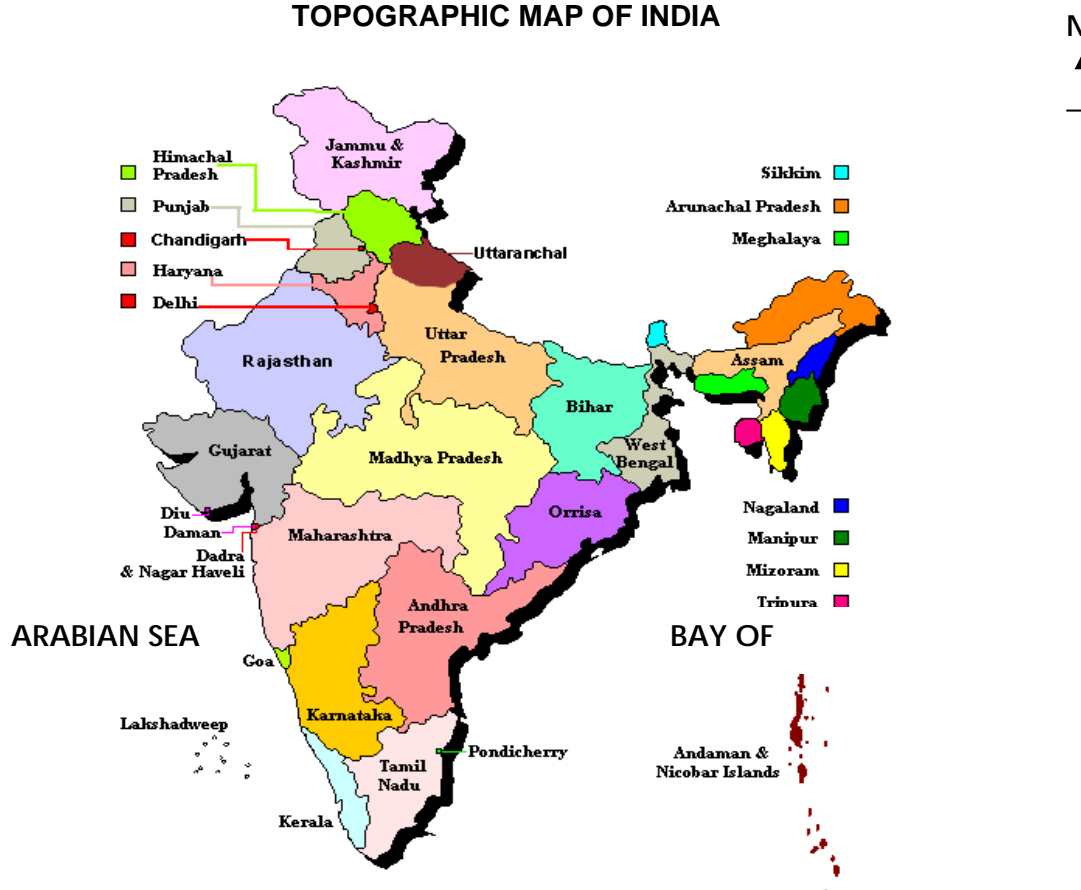 TOPOGRAPHIC MAP OF INDIA
N
Jammu &
Kashmir
Himachal
Pradesh
Punjab
Chandigarh
Haryana
Delhi
Sikkim
Arunachal Pradesh
Meghalaya
Uttaranchal
Uttar
Pradesh
Rajasthan
Assam
Bihar
Gujarat
Madhya Pradesh
West
Bengal
Diu
Daman
Dadra
& Nagar Haveli
Maharashtra
Orrisa
Nagaland
Manipur
Mizoram
Tripura
Andhra
Pradesh
ARABIAN SEA
BAY OF
Goa
Karnataka
Lakshadweep
Pondicherry
Tamil
Nadu
Andaman &
Nicobar Islands
Kerala